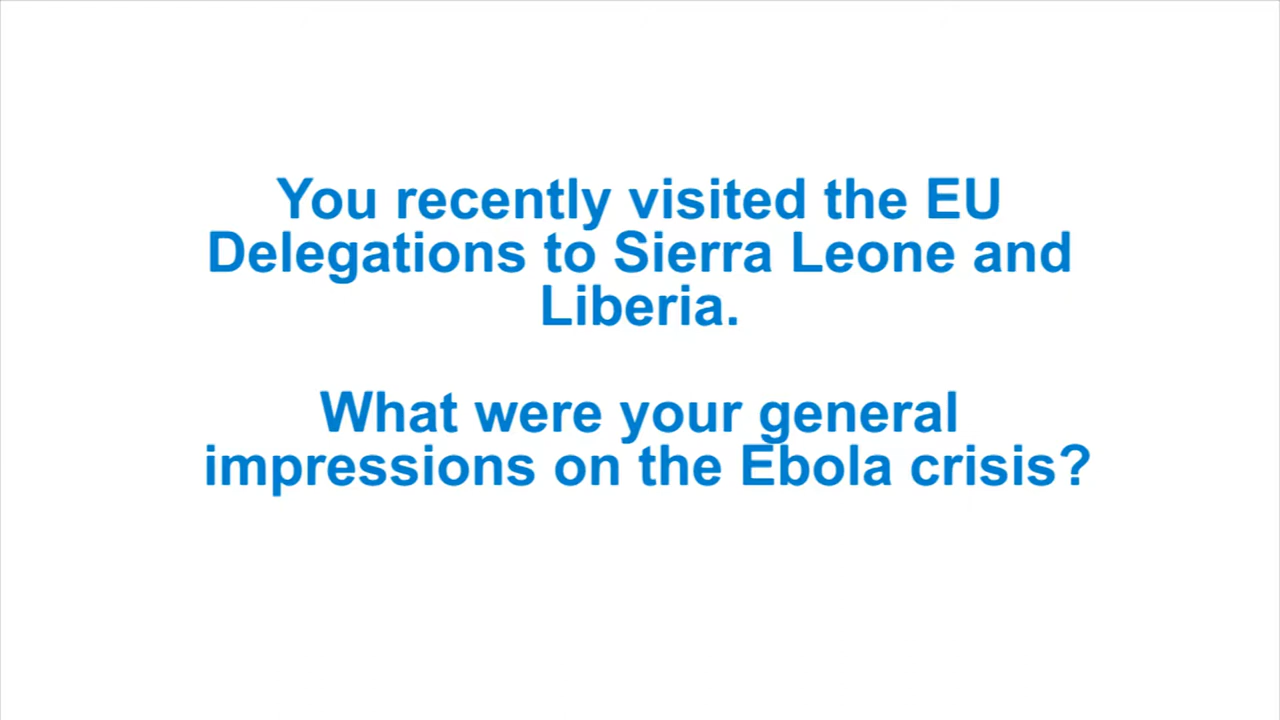 You recently visited the EU
Delegations to Sierra Leone and
Liberia.
What were your general
impressions on the Ebola crisis?